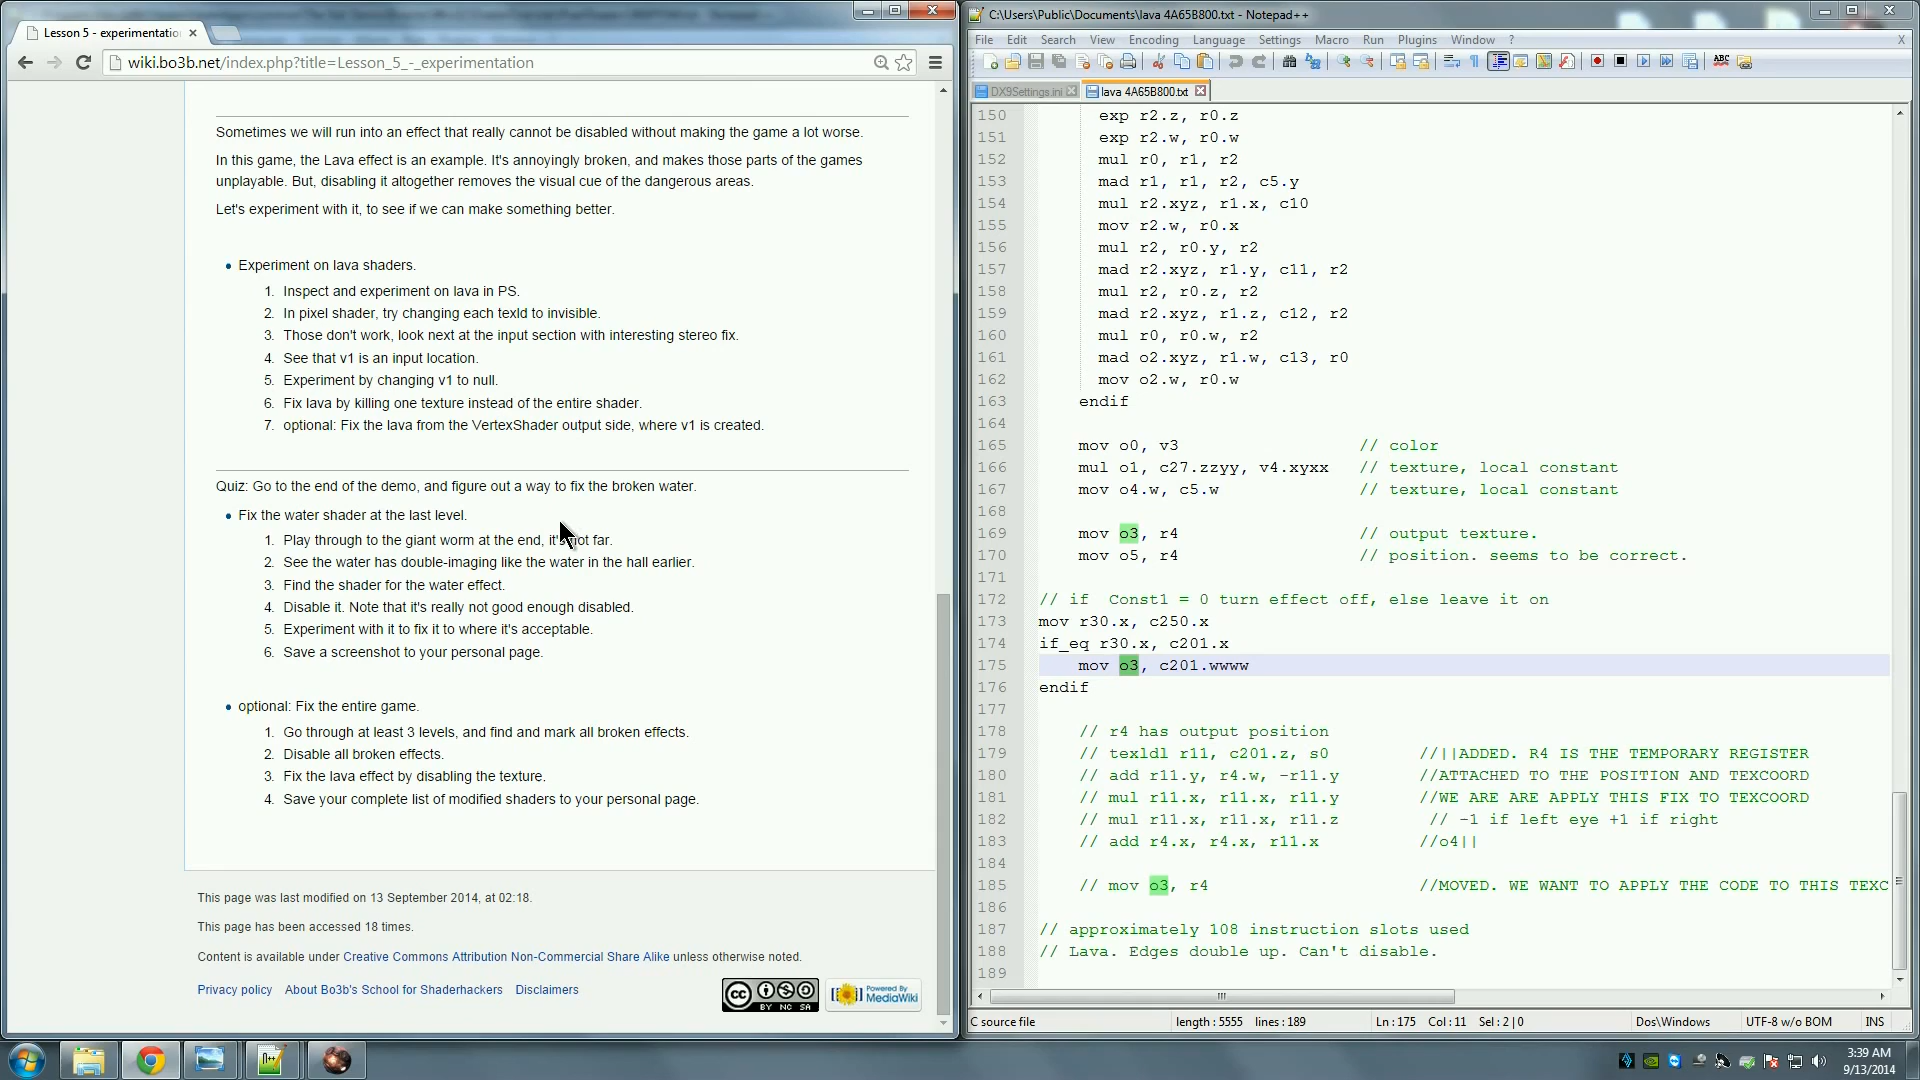 Lesson 5 - experimentatio
wiki.bo3b.net/index.php?title=Lesson_5_-_experimentation
Sometimes we will run into an effect that really cannot be disabled without making the game a lot worse.
In this game, the Lava effect is an example. It's annoyingly broken, and makes those parts of the games
unplayable. But, disabling it altogether removes the visual cue of the dangerous areas.
Let's experiment with it, to see if we can make something better.
Experiment on lava shaders.
1. Inspect and experiment on lava in PS.
2. In pixel shader, try changing each texld to invisible.
3. Those don't work, look next at the input section with interesting stereo fix.
4. See that v1 is an input location.
5. Experiment by changing v1 to null.
6. Fix lava by killing one texture instead of the entire shader.
7. optional: Fix the lava from the VertexShader output side, where v1 is created.
Quiz: Go to the end of the demo, and figure out a way to fix the broken water.
Fix the water shader at the last level.
1. Play through to the giant worm at the end, it's not far.
2. See the water has double-imaging like the water in the hall earlier.
3. Find the shader for the water effect.
4. Disable it. Note that it's really not good enough disabled.
5. Experiment with it to fix it to where it's acceptable.
6. Save a screenshot to your personal page.
optional: Fix the entire game.
1. Go through at least 3 levels, and find and mark all broken effects.
2. Disable all broken effects.
3. Fix the lava effect by disabling the texture.
4. Save your complete list of modified shaders to your personal page.
This page was last modified on 13 September 2014, at 02:18.
This page has been accessed 18 times.
Content is available under Creative Commons Attribution Non-Commercial Share Alike unless otherwise noted.
Privacy policy About Bo3b's School for Shaderhackers Disclaimers
cc BY NC SA
Powered By MediaWiki
C:\Users\Public\Documents\lava 4A65B800.txt - Notepad++
File Edit Search View Encoding Language Settings Macro Run Plugins Window ? X
ABC
DX9Settings.ini lava 4A65B800.txt
150 exp r2.z, r0.z
151 exp r2.w, r0.w
152 mul r0, r1, r2
153 mad r1, r1, r2, c5.y
154 mul r2.xyz, r1.x, c10
155 mov r2.w, r0.x
156 mul r2, r0.y, r2
157 mad r2.xyz, r1.y, c11, r2
158 mul r2, r0.z, r2
159 mad r2.xyz, r1.z, c12, r2
160 mul r0, r0.w, r2
161 mad o2.xyz, r1.w, c13, r0
162 mov o2.w, r0.w
163 endif
164
165 mov o0, v3 // color
166 mul o1, c27.zzyy, v4.xyxx // texture, local constant
167 mov o4.w, c5.w // texture, local constant
168
169 mov o3, r4 // output texture.
170 mov o5, r4 // position. seems to be correct.
171
172 // if Const1 = 0 turn effect off, else leave it on
173 mov r30.x, c250.x
174 if_eq r30.x, c201.x
175 mov o3, c201.wwww
176 endif
177
178 // r4 has output position
179 // texldl r11, c201.z, s0 //||ADDED. R4 IS THE TEMPORARY REGISTER
180 // add r11.y, r4.w, -r11.y //ATTACHED TO THE POSITION AND TEXCOORD
181 // mul r11.x, r11.x, r11.y //WE ARE ARE APPLY THIS FIX TO TEXCOORD
182 // mul r11.x, r11.x, r11.z // -1 if left eye +1 if right
183 // add r4.x, r4.x, r11.x //o4||
184
185 // mov o3, r4 //MOVED. WE WANT TO APPLY THE CODE TO THIS TEXC
186
187 // approximately 108 instruction slots used
188 // Lava. Edges double up. Can't disable.
189
C source file length : 5555 lines : 189 Ln : 175 Col : 11 Sel : 2 | 0 Dos\Windows UTF-8 w/o BOM INS
3:39 AM
9/13/2014